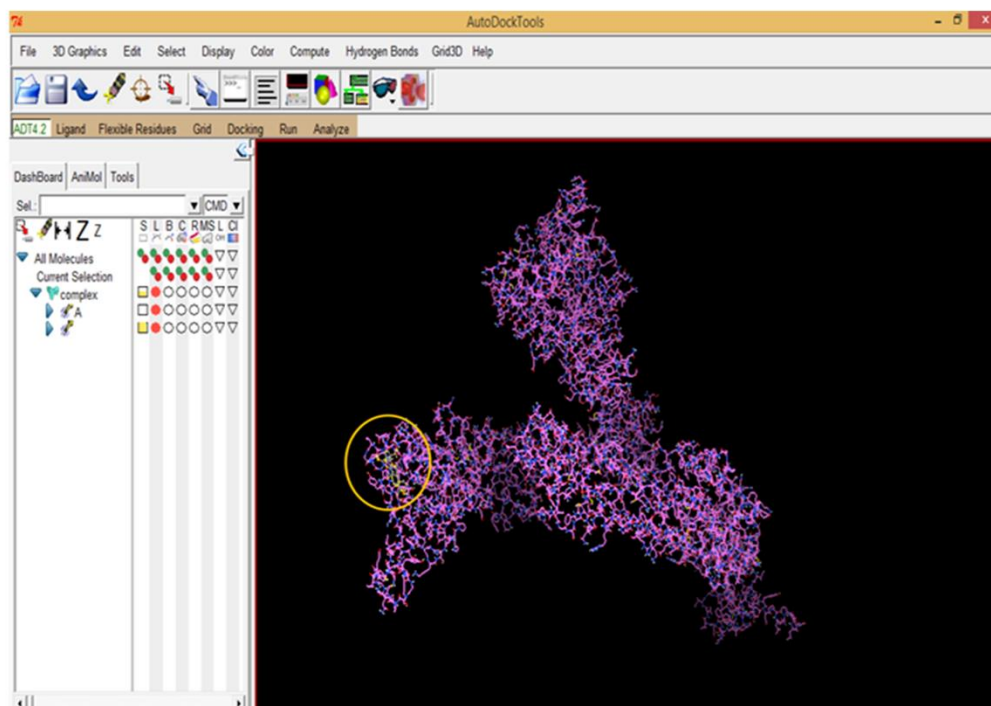 AutoDockTools
File 3D Graphics Edit Select Display Color Compute Hydrogen Bonds Grid3D Help
ADT4.2 Ligand Flexible Residues Grid Docking Run Analyze
DashBoard AniMol Tools
Sel.: CMD
Z Z S L B C R MS L Cl
All Molecules
Current Selection
complex
A